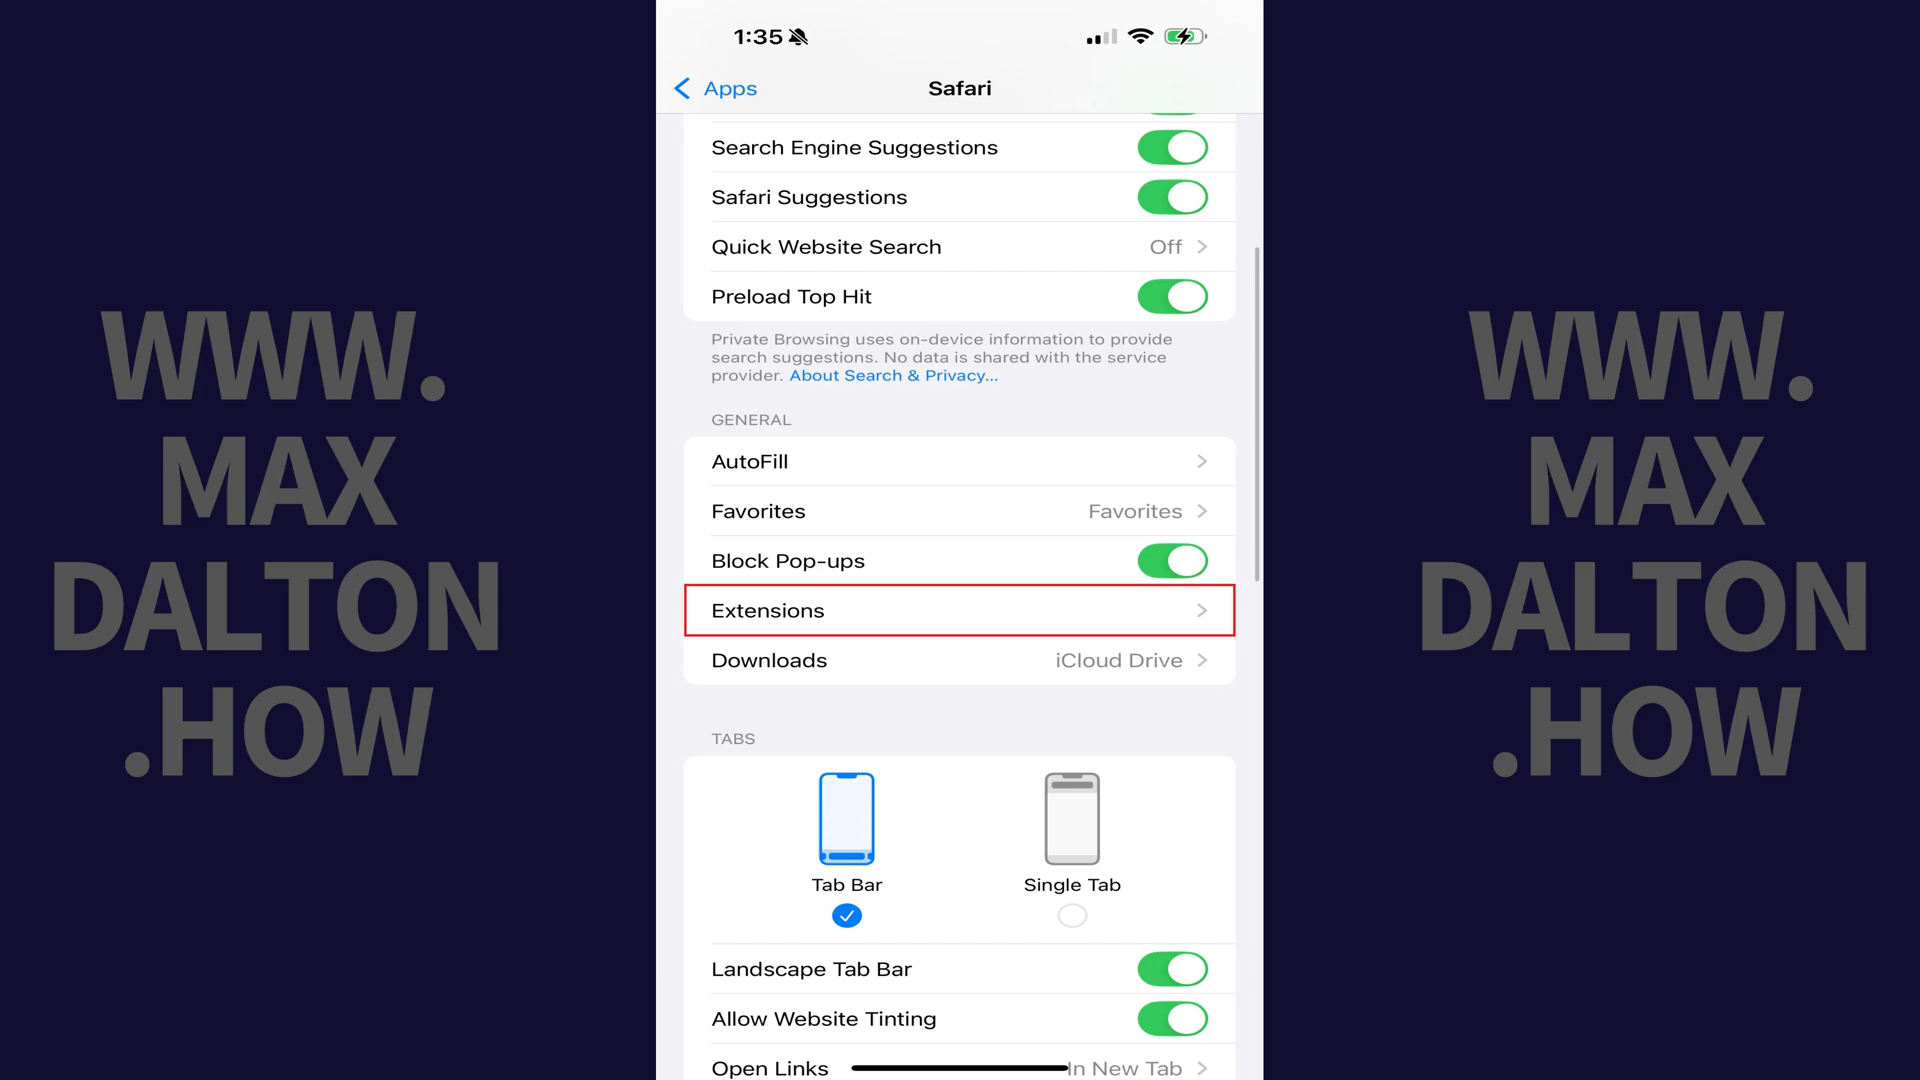 WWW.
MAX
DALTON
.HOW
1:35
Apps
Safari
Search Engine Suggestions
Safari Suggestions
Quick Website Search Off
Preload Top Hit
Private Browsing uses on-device information to provide
search suggestions. No data is shared with the service
provider. About Search & Privacy...
GENERAL
AutoFill
Favorites Favorites
Block Pop-ups
Extensions
Downloads iCloud Drive
TABS
Tab Bar Single Tab
Landscape Tab Bar
Allow Website Tinting
Open Links In New Tab
WWW.
MAX
DALTON
.HOW